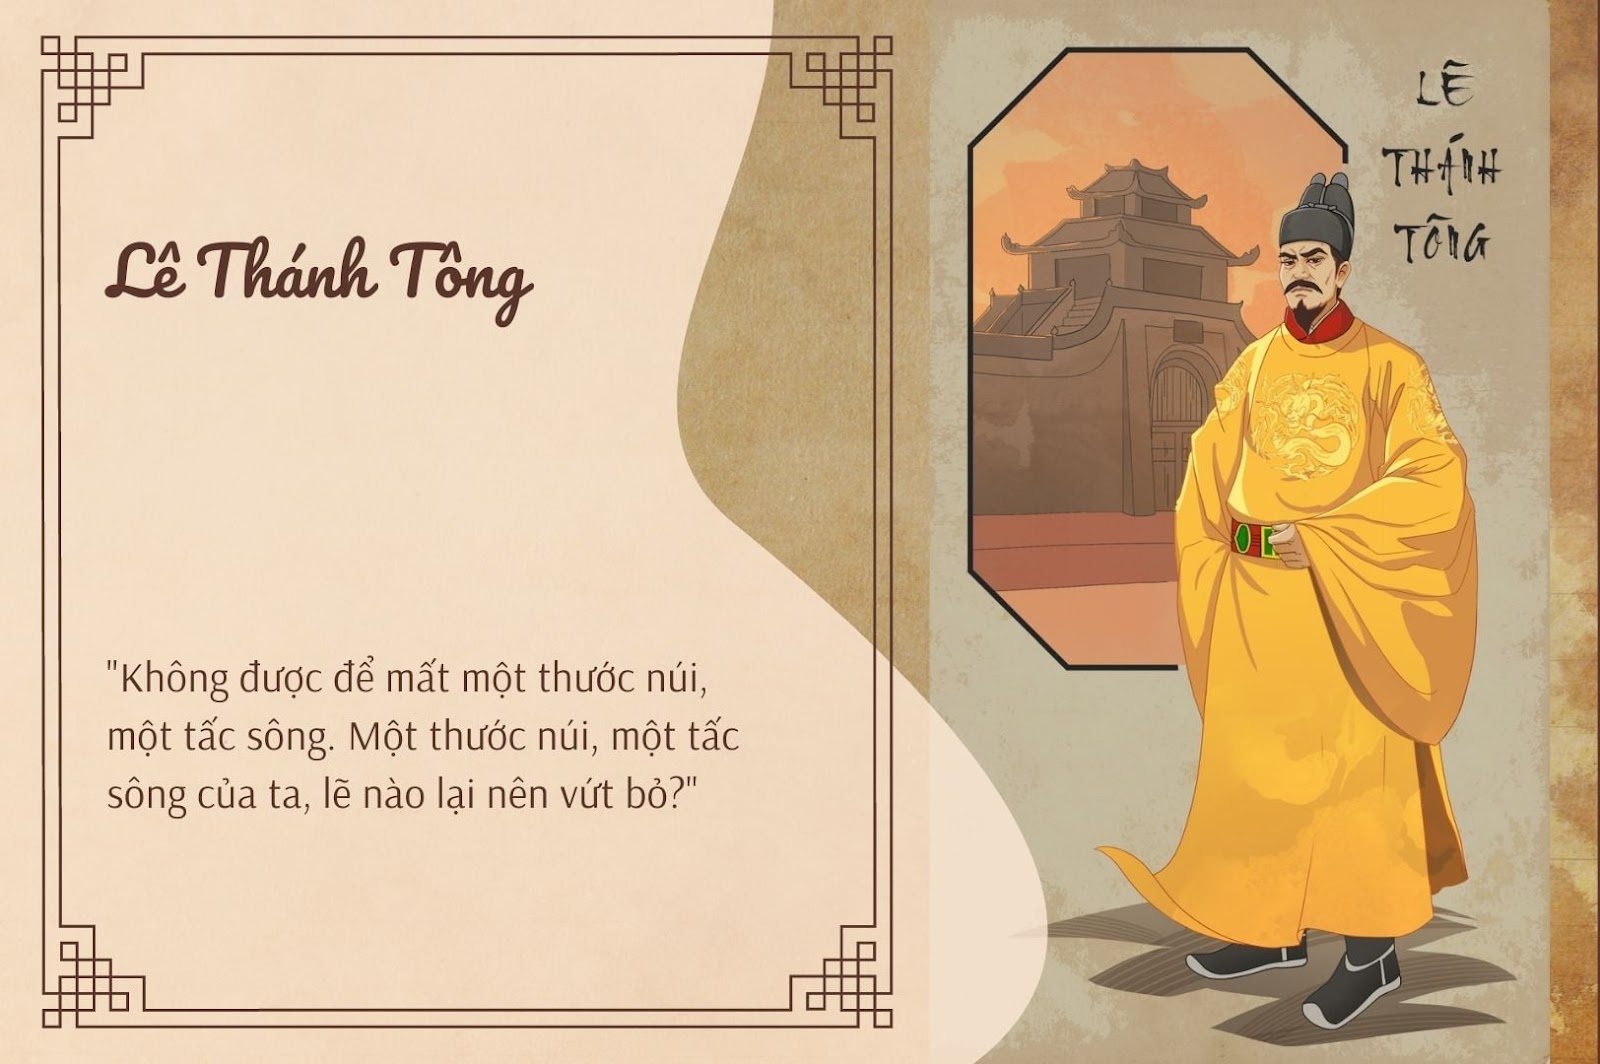 Lê Thánh Tông
"Không được để mất một thước núi,
một tấc sông. Một thước núi, một tấc
sông của ta, lẽ nào lại nên vứt bỏ?"
LÊ
THÁNH
TÔNG